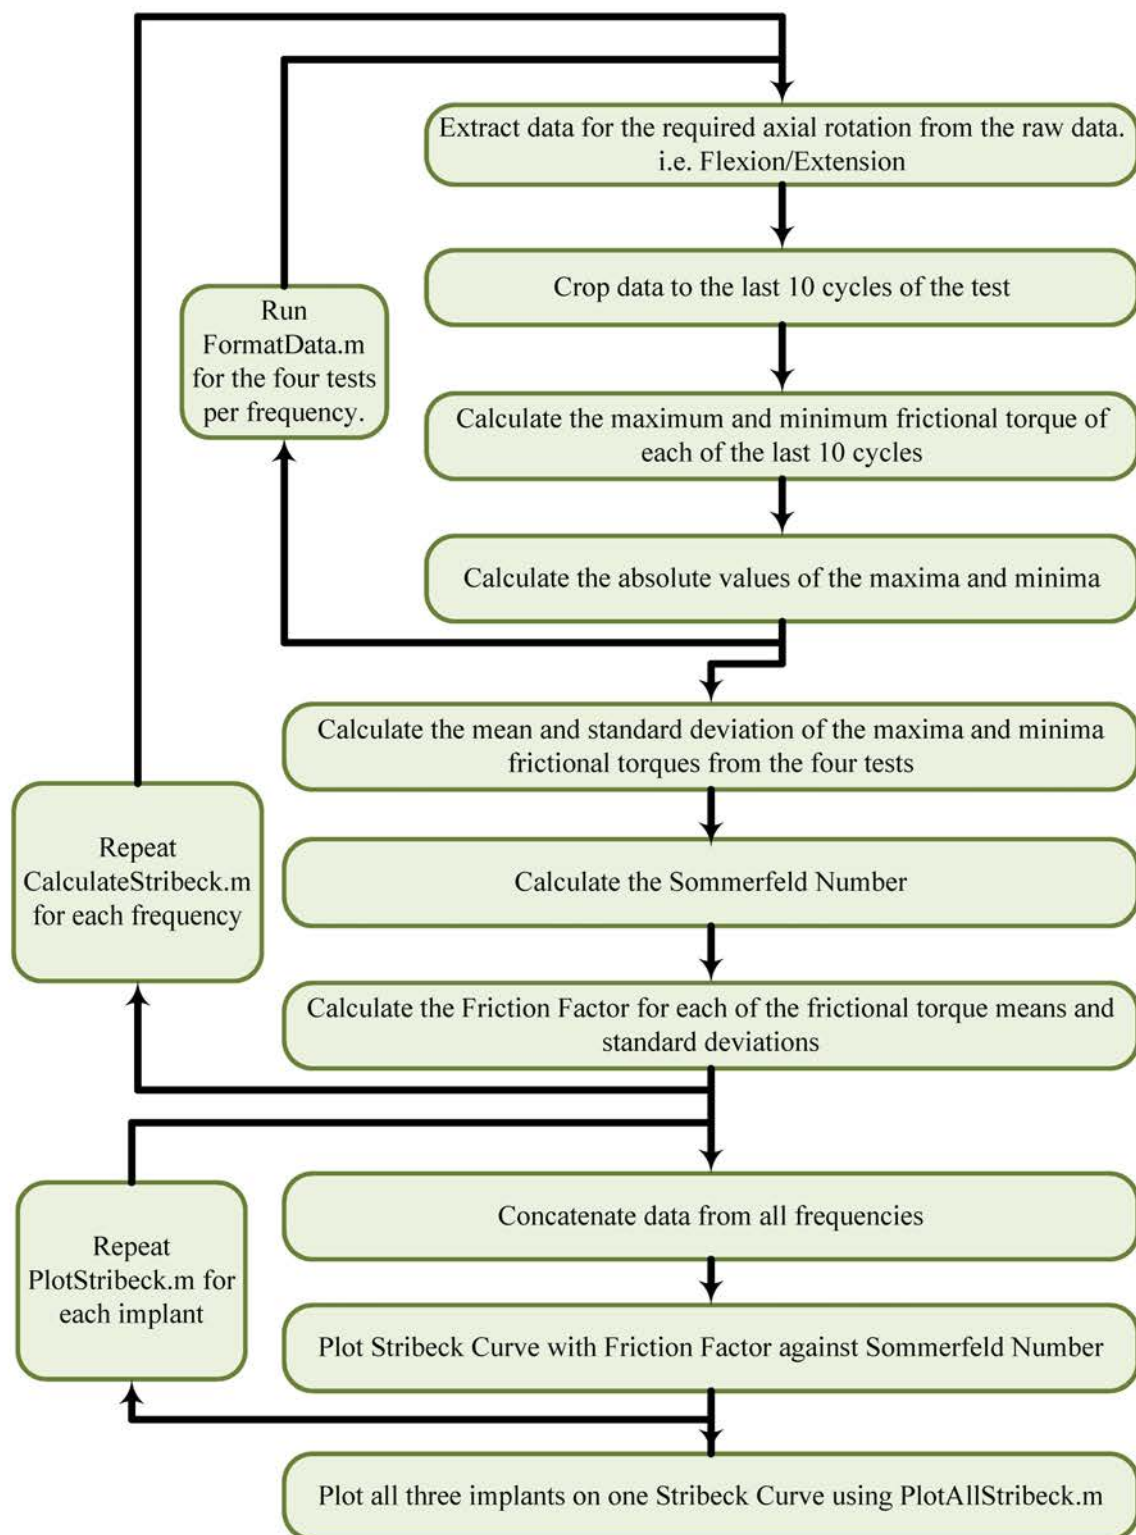 Extract data for the required axial rotation from the raw data.
i.e. Flexion/Extension
Crop data to the last 10 cycles of the test
Run
FormatData.m
for the four tests
per frequency.
Calculate the maximum and minimum frictional torque of
each of the last 10 cycles
Calculate the absolute values of the maxima and minima
Calculate the mean and standard deviation of the maxima and minima
frictional torques from the four tests
Repeat
CalculateStribeck.m
for each frequency
Calculate the Sommerfeld Number
Calculate the Friction Factor for each of the frictional torque means and
standard deviations
Concatenate data from all frequencies
Repeat
PlotStribeck.m for
each implant
Plot Stribeck Curve with Friction Factor against Sommerfeld Number
Plot all three implants on one Stribeck Curve using PlotAllStribeck.m